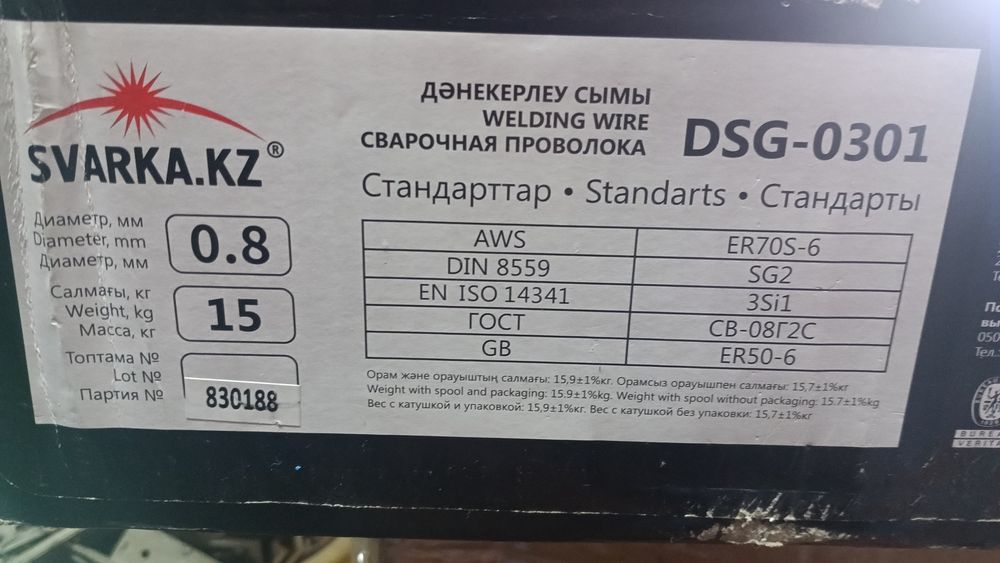 SVARKA.KZ®
ДӘНЕКЕРЛЕУ СЫМЫ
WELDING WIRE
СВАРОЧНАЯ ПРОВОЛОКА
DSG-0301
Стандарттар • Standarts • Стандарты
Диаметр, мм
Diameter, mm
Диаметр, мм
0.8
Салмағы, кг
Weight, kg
Масса, кг
15
Топтама №
Lot №
Партия №
830188
AWS ER70S-6
DIN 8559 SG2
EN ISO 14341 3Si1
ГОСТ СВ-08Г2С
GB ER50-6
Орам және орауыштың салмағы: 15,9±1%кг. Орамсыз орауышпен салмағы: 15,7±1%кг
Weight with spool and packaging: 15.9±1%kg. Weight with spool without packaging: 15.7±1%kg
Вес с катушкой и упаковкой: 15,9±1%кг. Вес с катушкой без упаковки: 15,7±1%кг
050
Тел.